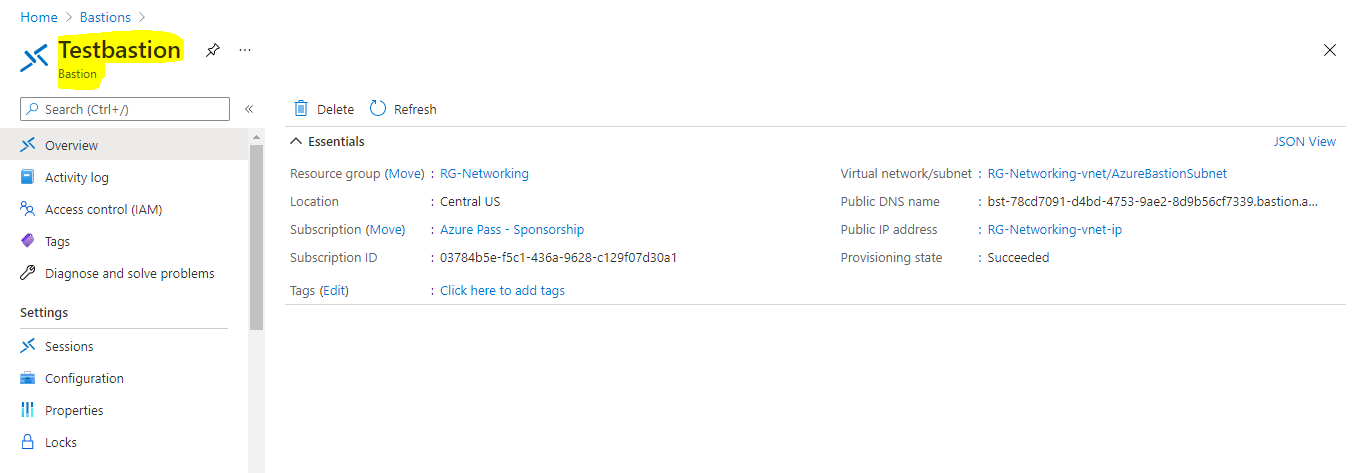 Home > Bastions >
Testbastion
Bastion
Search (Ctrl+/)
Overview
Activity log
Access control (IAM)
Tags
Diagnose and solve problems
Settings
Sessions
Configuration
Properties
Locks
Delete Refresh
Essentials JSON View
Resource group (Move) : RG-Networking
Location : Central US
Subscription (Move) : Azure Pass - Sponsorship
Subscription ID : 03784b5e-f5c1-436a-9628-c129f07d30a1
Tags (Edit) : Click here to add tags
Virtual network/subnet : RG-Networking-vnet/AzureBastionSubnet
Public DNS name : bst-78cd7091-d4bd-4753-9ae2-8d9b56cf7339.bastion.a...
Public IP address : RG-Networking-vnet-ip
Provisioning state : Succeeded